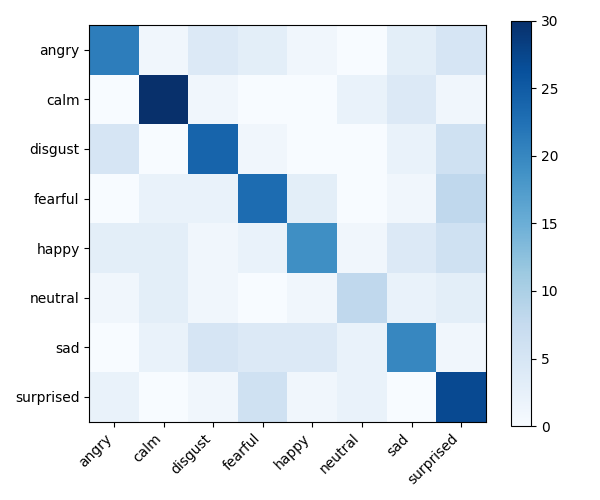 angry
calm
disgust
fearful
happy
neutral
sad
surprised
angry
calm
disgust
fearful
happy
neutral
sad
surprised
30
25
20
15
10
5
0